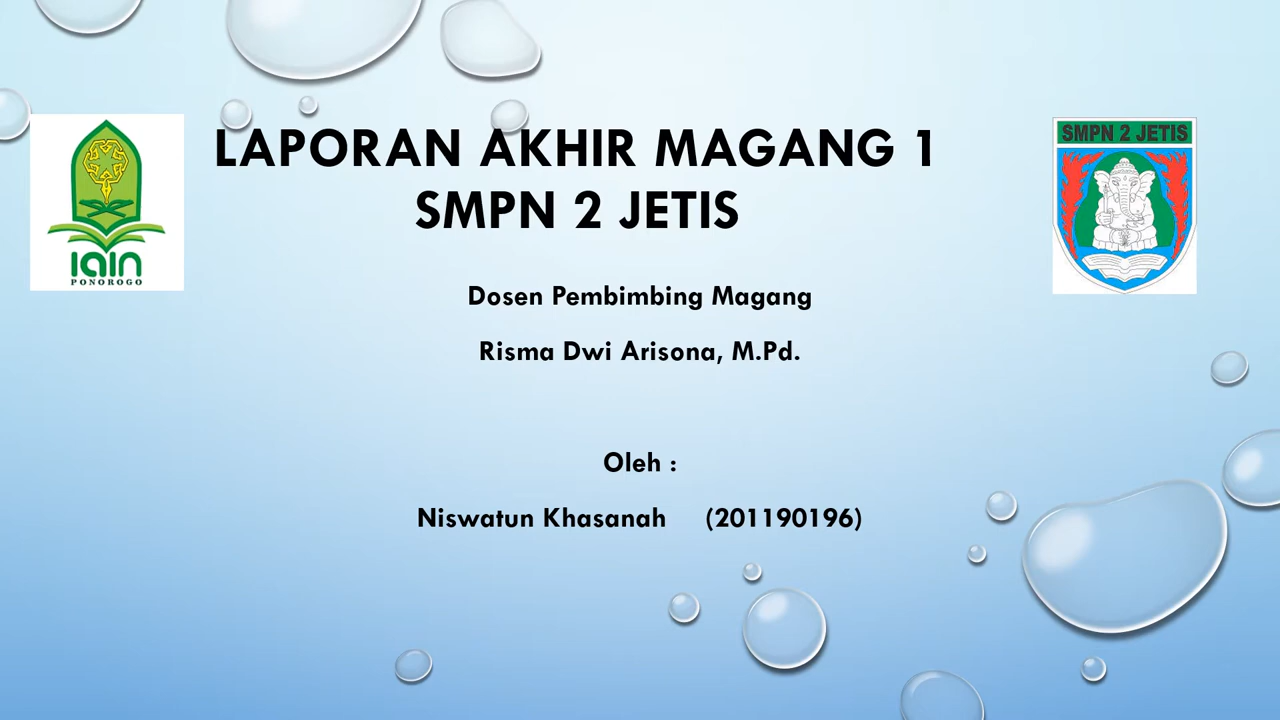 LAPORAN AKHIR MAGANG 1
SMPN 2 JETIS
iain
PONOROGO
SMPN 2 JETIS
Dosen Pembimbing Magang
Risma Dwi Arisona, M.Pd.
Oleh :
Niswatun Khasanah (201190196)